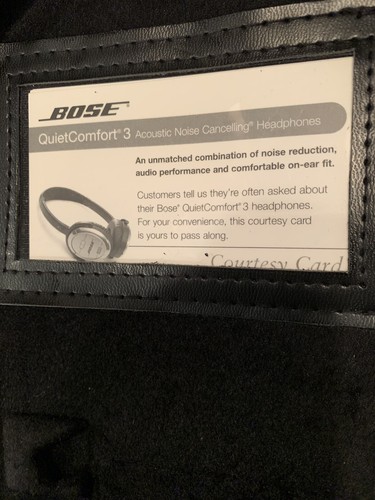 BOSE
QuietComfort® 3 Acoustic Noise Cancelling® Headphones
An unmatched combination of noise reduction,
audio performance and comfortable on-ear fit.
Customers tell us they're often asked about
their Bose® QuietComfort® 3 headphones.
For your convenience, this courtesy card
is yours to pass along.
Courtesy Card